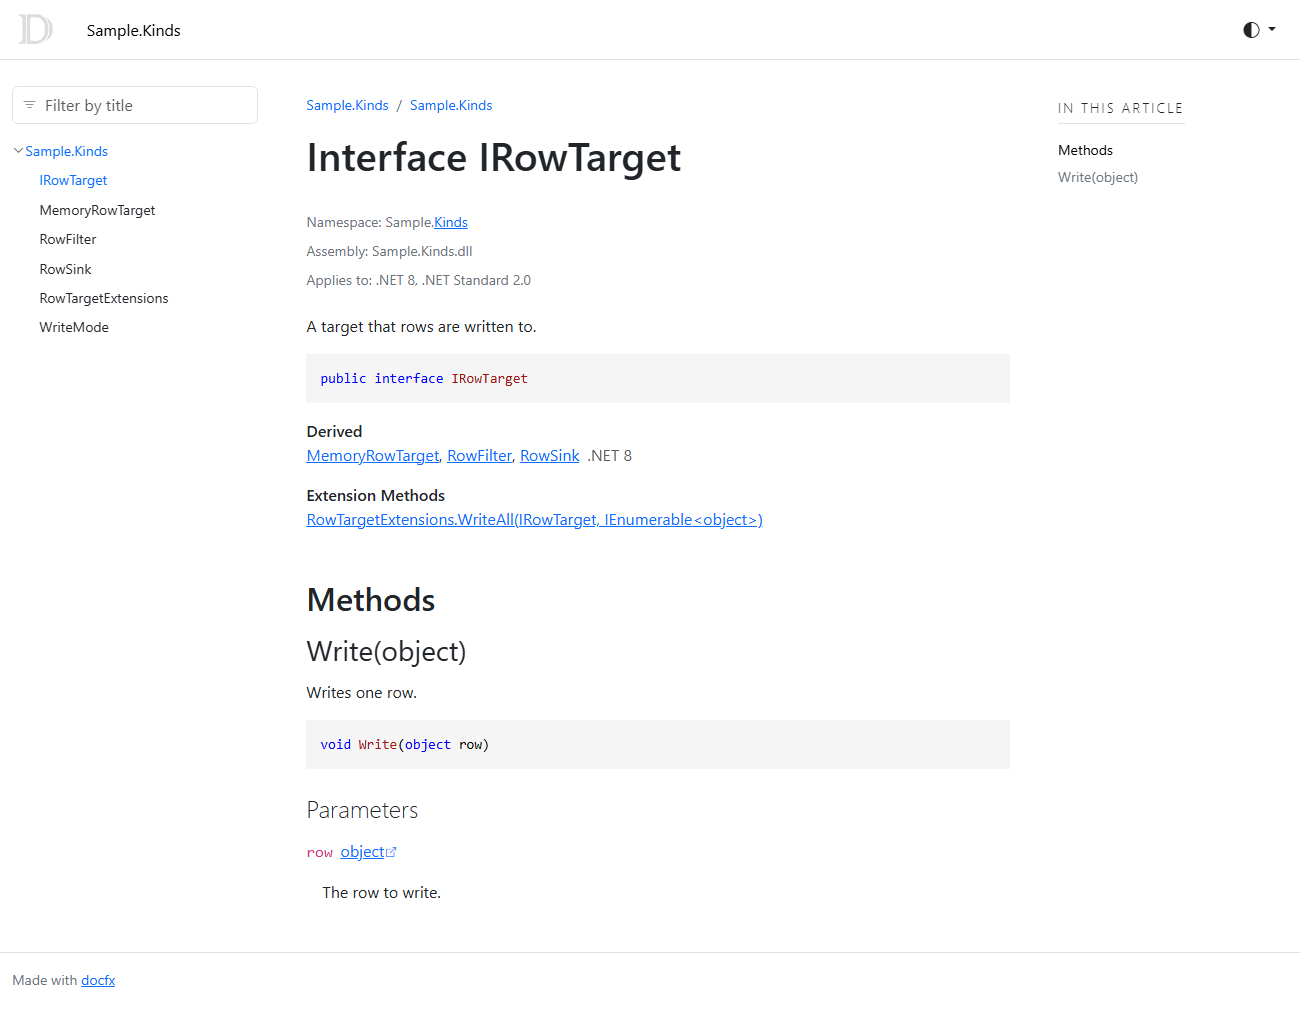 Sample.Kinds
Filter by title
Sample.Kinds
IRowTarget
MemoryRowTarget
RowFilter
RowSink
RowTargetExtensions
WriteMode
Sample.Kinds / Sample.Kinds
Interface IRowTarget
Namespace: Sample.Kinds
Assembly: Sample.Kinds.dll
Applies to: .NET 8, .NET Standard 2.0
A target that rows are written to.
public interface IRowTarget
Derived
MemoryRowTarget, RowFilter, RowSink .NET 8
Extension Methods
RowTargetExtensions.WriteAll(IRowTarget, IEnumerable<object>)
Methods
Write(object)
Writes one row.
void Write(object row)
Parameters
row object
The row to write.
IN THIS ARTICLE
Methods
Write(object)
Made with docfx